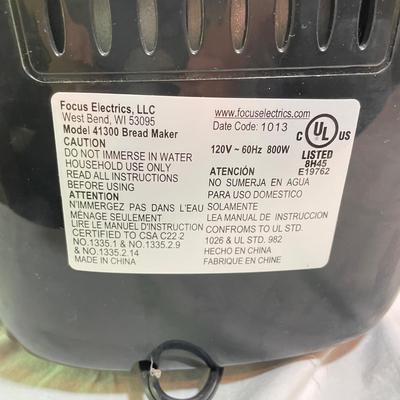 Focus Electrics, LLC
West Bend, WI 53095
Model 41300 Bread Maker
CAUTION
DO NOT IMMERSE IN WATER
HOUSEHOLD USE ONLY
READ ALL INSTRUCTIONS
BEFORE USING
ATTENTION
N'IMMERGEZ PAS DANS L'EAU
MÉNAGE SEULEMENT
LIRE LE MANUEL D'INSTRUCTION
CERTIFIED TO CSA C22·2
NO.1335.1 & NO.1335.2.9
& NO.1335.2.14
MADE IN CHINA
www.focuselectrics.com
Date Code: 1013
120V ~ 60Hz 800W
ATENCIÓN
NO SUMERJA EN AGUA
PARA USO DOMESTICO
SOLAMENTE
LEA MANUAL DE INSTRUCCION
CONFROMS TO UL STD.
1026 & UL STD. 982
HECHO EN CHINA
FABRIQUE EN CHINE
C UL US
LISTED
8H45
E19762